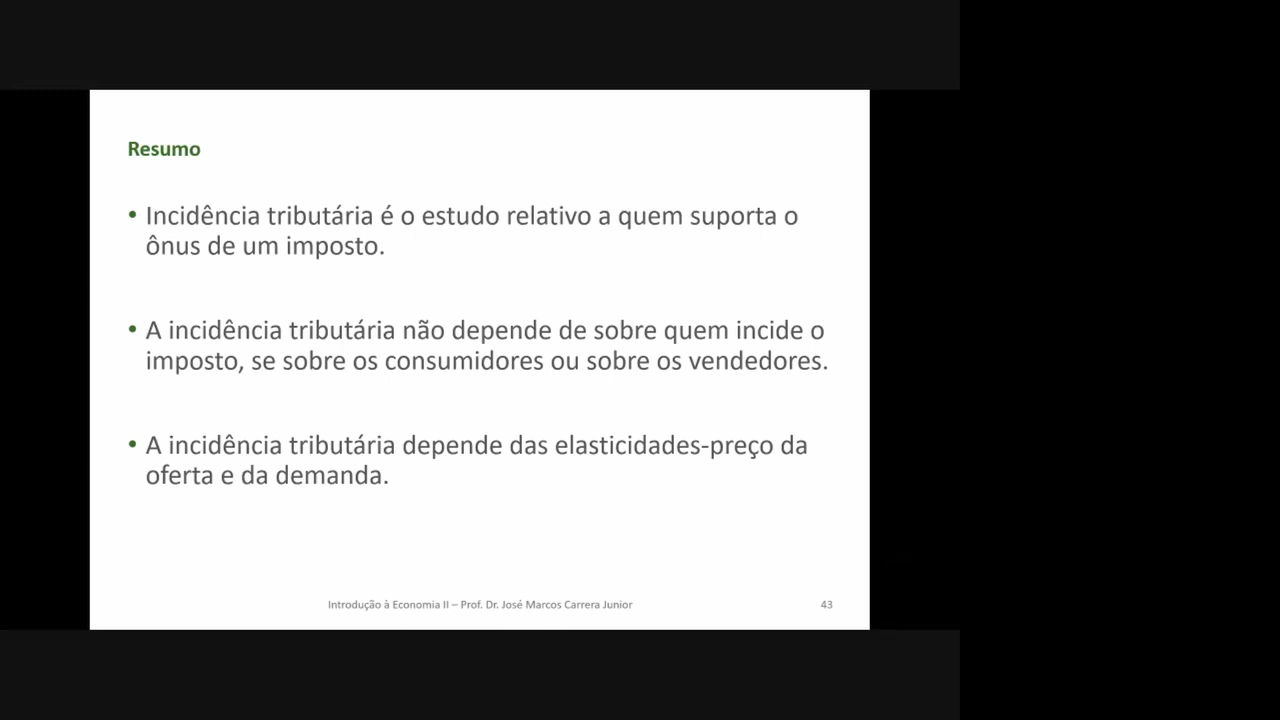 Resumo
• Incidência tributária é o estudo relativo a quem suporta o
ônus de um imposto.
• A incidência tributária não depende de sobre quem incide o
imposto, se sobre os consumidores ou sobre os vendedores.
• A incidência tributária depende das elasticidades-preço da
oferta e da demanda.
Introdução à Economia II – Prof. Dr. José Marcos Carrera Junior
43